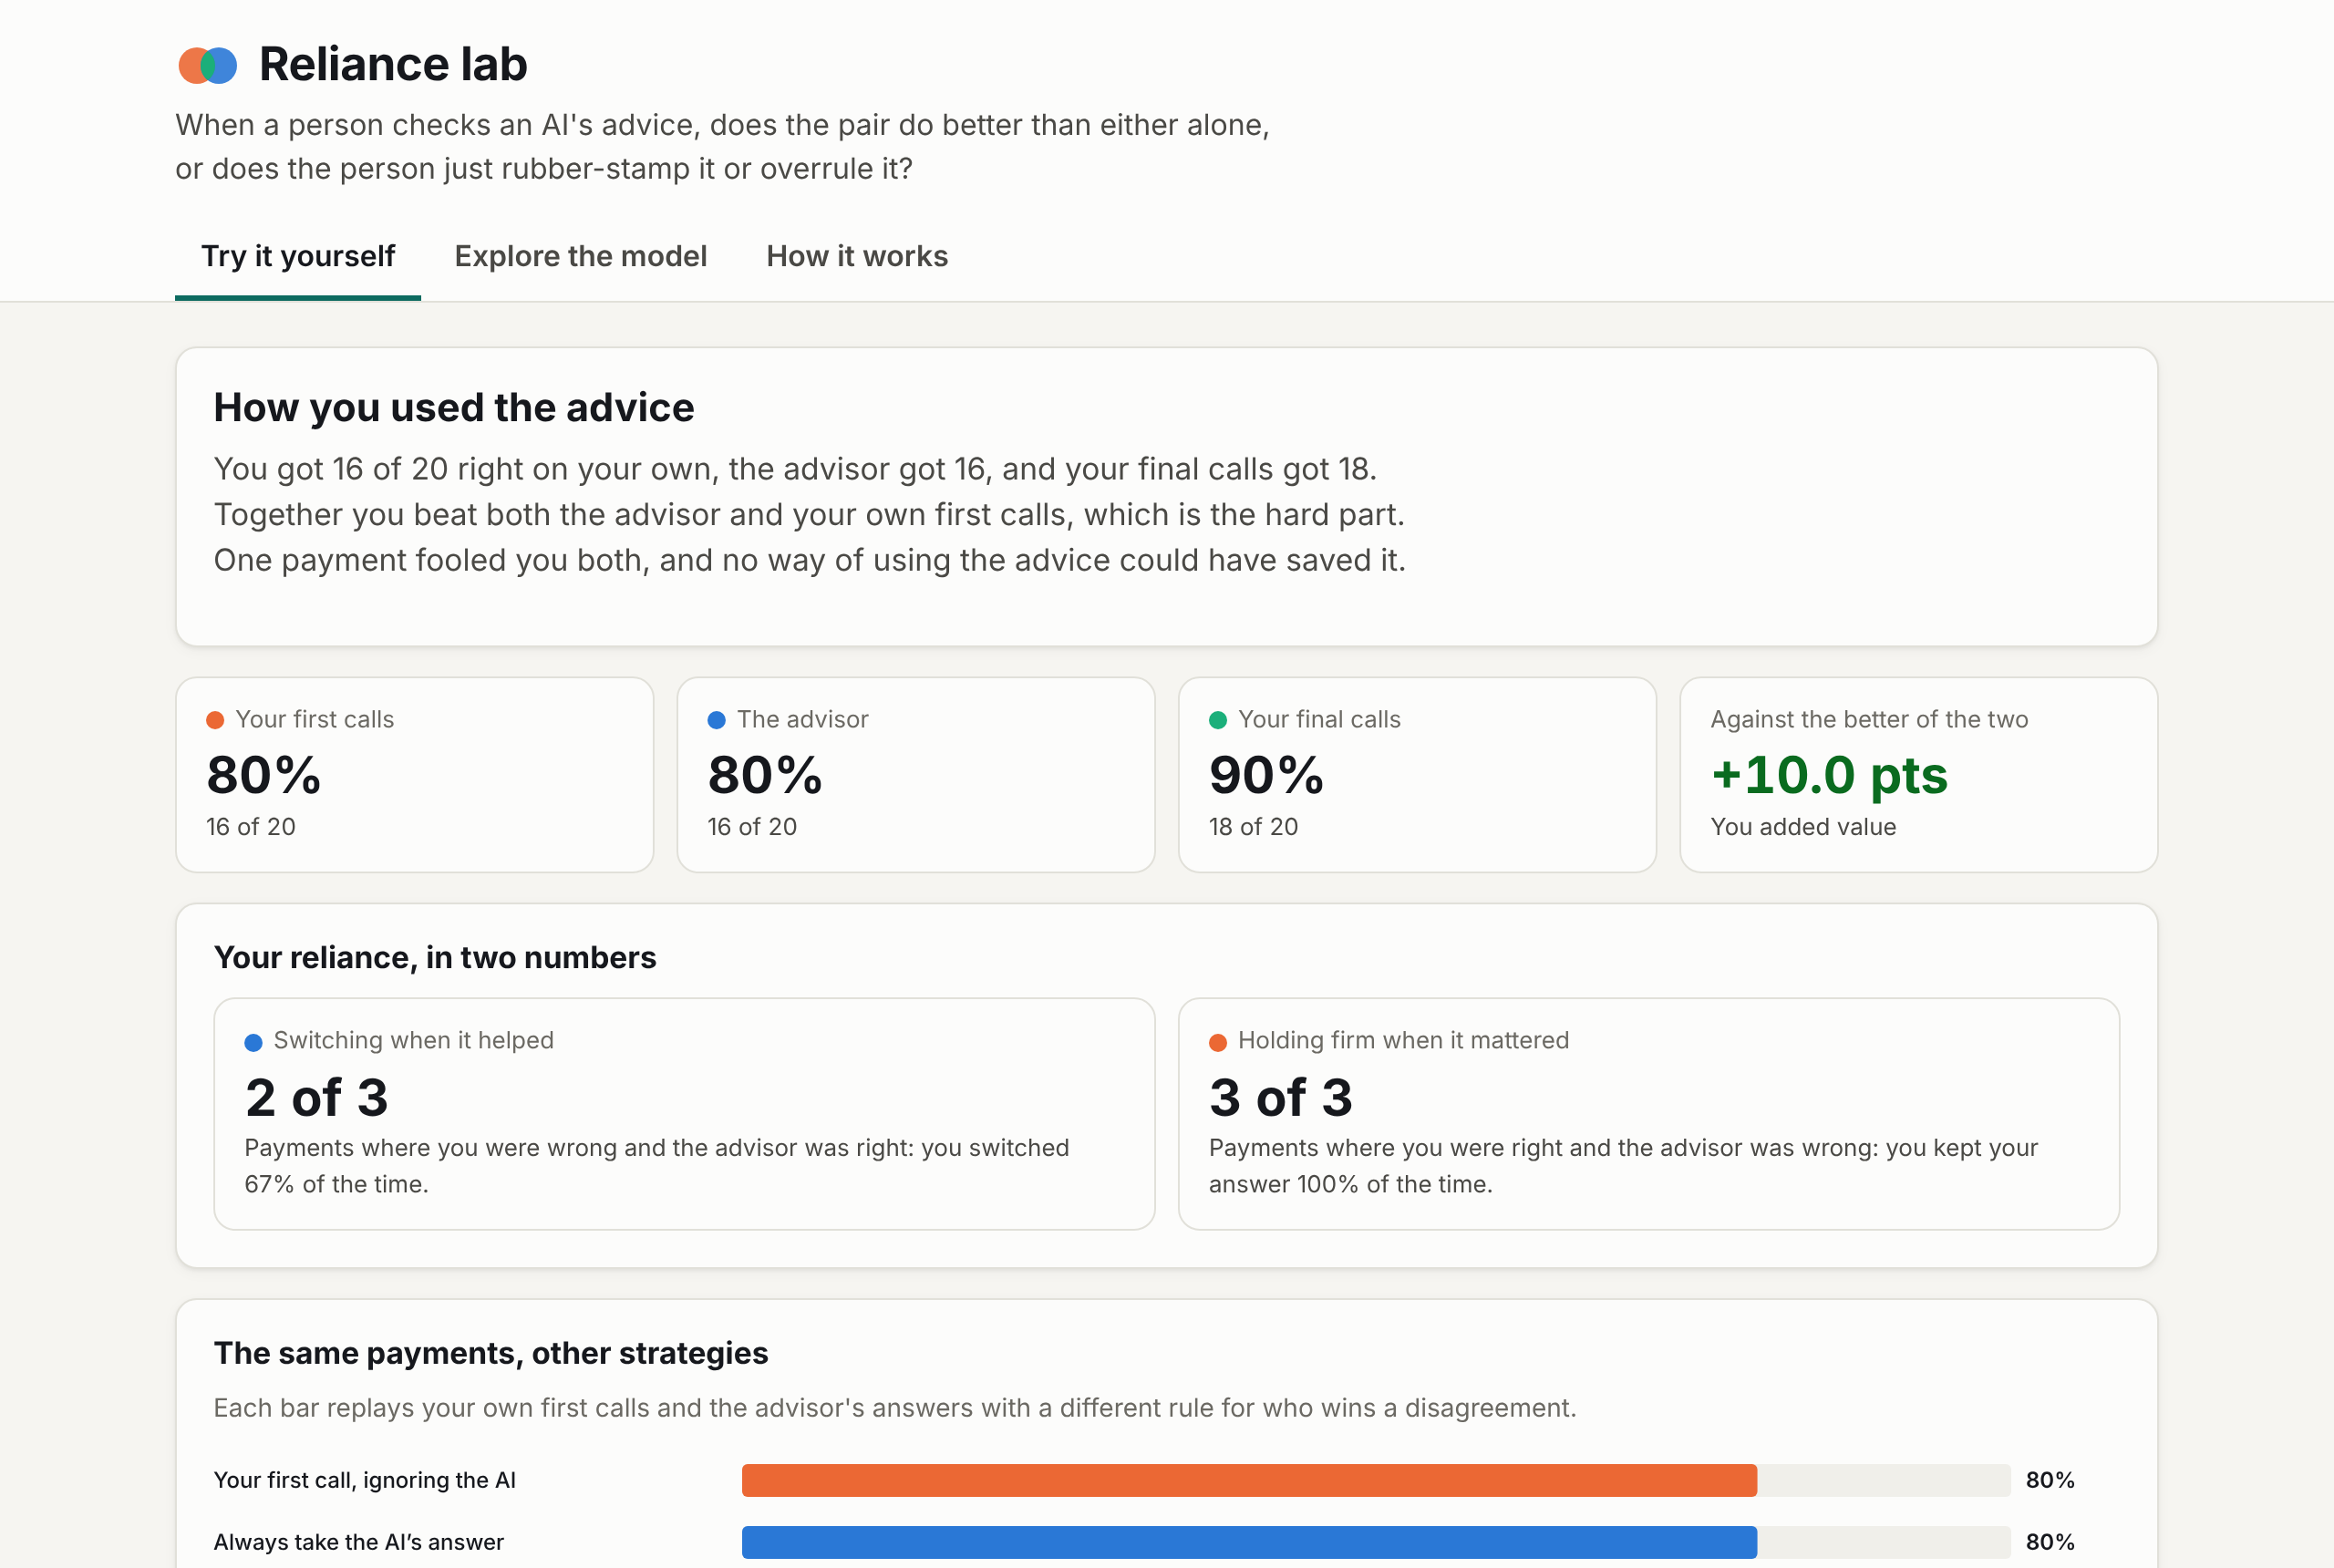 Reliance lab
When a person checks an AI's advice, does the pair do better than either alone,
or does the person just rubber-stamp it or overrule it?
Try it yourself
Explore the model
How it works
How you used the advice
You got 16 of 20 right on your own, the advisor got 16, and your final calls got 18.
Together you beat both the advisor and your own first calls, which is the hard part.
One payment fooled you both, and no way of using the advice could have saved it.
Your first calls
80%
16 of 20
The advisor
80%
16 of 20
Your final calls
90%
18 of 20
Against the better of the two
+10.0 pts
You added value
Your reliance, in two numbers
Switching when it helped
2 of 3
Payments where you were wrong and the advisor was right: you switched
67% of the time.
Holding firm when it mattered
3 of 3
Payments where you were right and the advisor was wrong: you kept your
answer 100% of the time.
The same payments, other strategies
Each bar replays your own first calls and the advisor's answers with a different rule for who wins a disagreement.
Your first call, ignoring the AI
80%
Always take the AI’s answer
80%